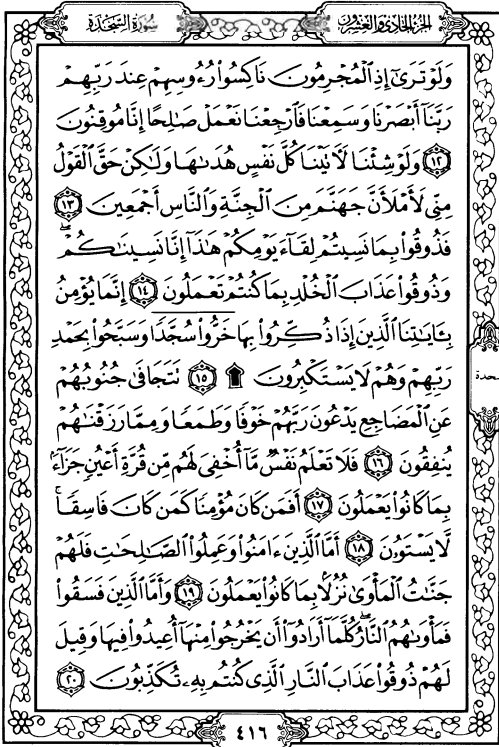 الجزء الحادي والعشرون
سورة السجدة
وَلَوْ تَرَىٰٓ إِذِ ٱلْمُجْرِمُونَ نَاكِسُوا۟ رُءُوسِهِمْ عِندَ رَبِّهِمْ
رَبَّنَآ أَبْصَرْنَا وَسَمِعْنَا فَٱرْجِعْنَا نَعْمَلْ صَٰلِحًا إِنَّا مُوقِنُونَ
١٢ وَلَوْ شِئْنَا لَءَاتَيْنَا كُلَّ نَفْسٍ هُدَىٰهَا وَلَٰكِنْ حَقَّ ٱلْقَوْلُ
مِنِّى لَأَمْلَأَنَّ جَهَنَّمَ مِنَ ٱلْجِنَّةِ وَٱلنَّاسِ أَجْمَعِينَ ١٣
فَذُوقُوا۟ بِمَا نَسِيتُمْ لِقَآءَ يَوْمِكُمْ هَٰذَآ إِنَّا نَسِينَٰكُمْ ۖ
وَذُوقُوا۟ عَذَابَ ٱلْخُلْدِ بِمَا كُنتُمْ تَعْمَلُونَ ١٤ إِنَّمَا يُؤْمِنُ
بِـَٔايَٰتِنَا ٱلَّذِينَ إِذَا ذُكِّرُوا۟ بِهَا خَرُّوا۟ سُجَّدًا وَسَبَّحُوا۟ بِحَمْدِ
رَبِّهِمْ وَهُمْ لَا يَسْتَكْبِرُونَ ١٥ تَتَجَافَىٰ جُنُوبُهُمْ
عَنِ ٱلْمَضَاجِعِ يَدْعُونَ رَبَّهُمْ خَوْفًا وَطَمَعًا وَمِمَّا رَزَقْنَٰهُمْ
يُنفِقُونَ ١٦ فَلَا تَعْلَمُ نَفْسٌ مَّآ أُخْفِىَ لَهُم مِّن قُرَّةِ أَعْيُنٍ جَزَآءًۢ
بِمَا كَانُوا۟ يَعْمَلُونَ ١٧ أَفَمَن كَانَ مُؤْمِنًا كَمَن كَانَ فَاسِقًا ۚ
لَّا يَسْتَوُۥنَ ١٨ أَمَّا ٱلَّذِينَ ءَامَنُوا۟ وَعَمِلُوا۟ ٱلصَّٰلِحَٰتِ فَلَهُمْ
جَنَّٰتُ ٱلْمَأْوَىٰ نُزُلًۢا بِمَا كَانُوا۟ يَعْمَلُونَ ١٩ وَأَمَّا ٱلَّذِينَ فَسَقُوا۟
فَمَأْوَىٰهُمُ ٱلنَّارُ ۖ كُلَّمَآ أَرَادُوٓا۟ أَن يَخْرُجُوا۟ مِنْهَآ أُعِيدُوا۟ فِيهَا وَقِيلَ
لَهُمْ ذُوقُوا۟ عَذَابَ ٱلنَّارِ ٱلَّذِى كُنتُم بِهِۦ تُكَذِّبُونَ ٢٠
٤١٦